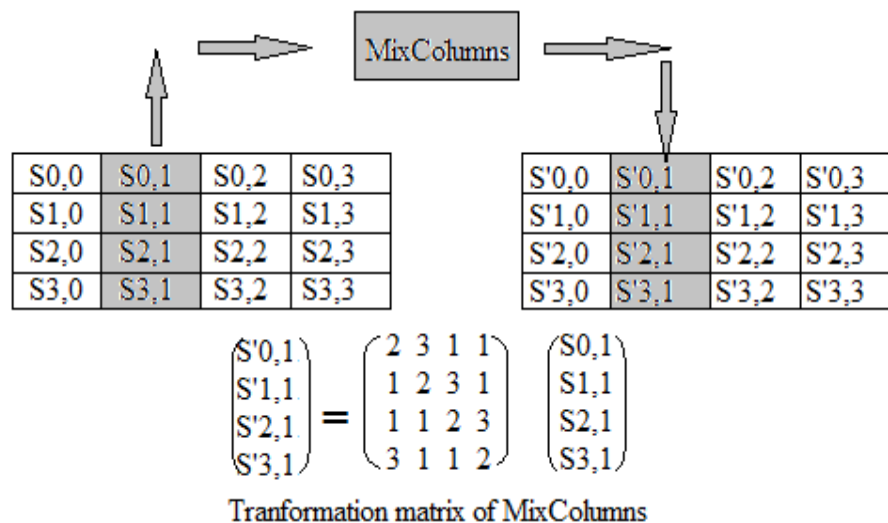 MixColumns
S0,0 S0,1 S0,2 S0,3
S1,0 S1,1 S1,2 S1,3
S2,0 S2,1 S2,2 S2,3
S3,0 S3,1 S3,2 S3,3
S'0,0 S'0,1 S'0,2 S'0,3
S'1,0 S'1,1 S'1,2 S'1,3
S'2,0 S'2,1 S'2,2 S'2,3
S'3,0 S'3,1 S'3,2 S'3,3
S'0,1 2 3 1 1 S0,1
S'1,1 1 2 3 1 S1,1
S'2,1 = 1 1 2 3 S2,1
S'3,1 3 1 1 2 S3,1
Tranformation matrix of MixColumns